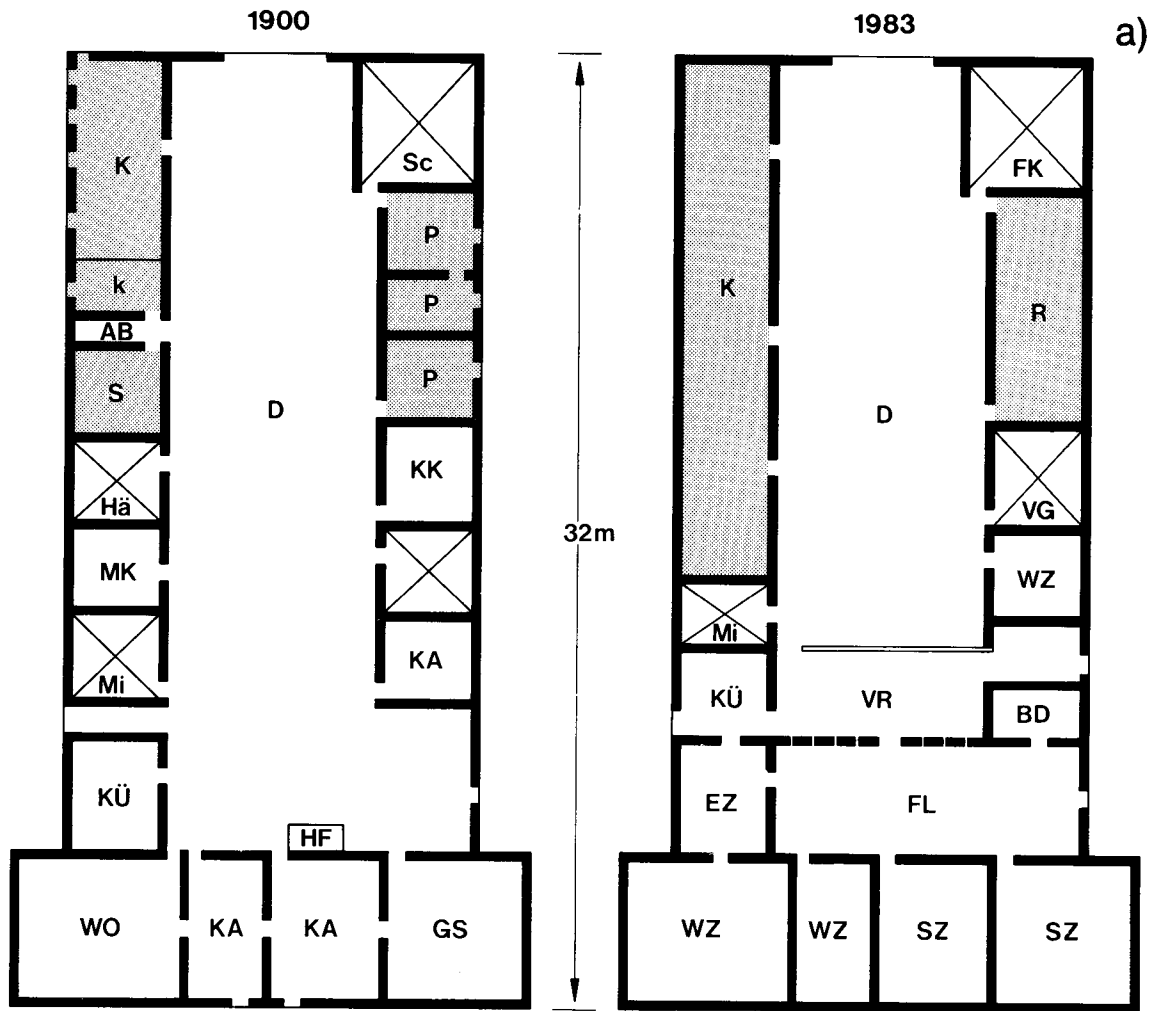 1900
1983
a)
K
k
AB
S
Hä
MK
Mi
KÜ
D
HF
Sc
P
P
P
KK
KA
WO
KA
KA
GS
32m
K
Mi
KÜ
EZ
D
VR
FL
FK
R
VG
WZ
BD
WZ
WZ
SZ
SZ